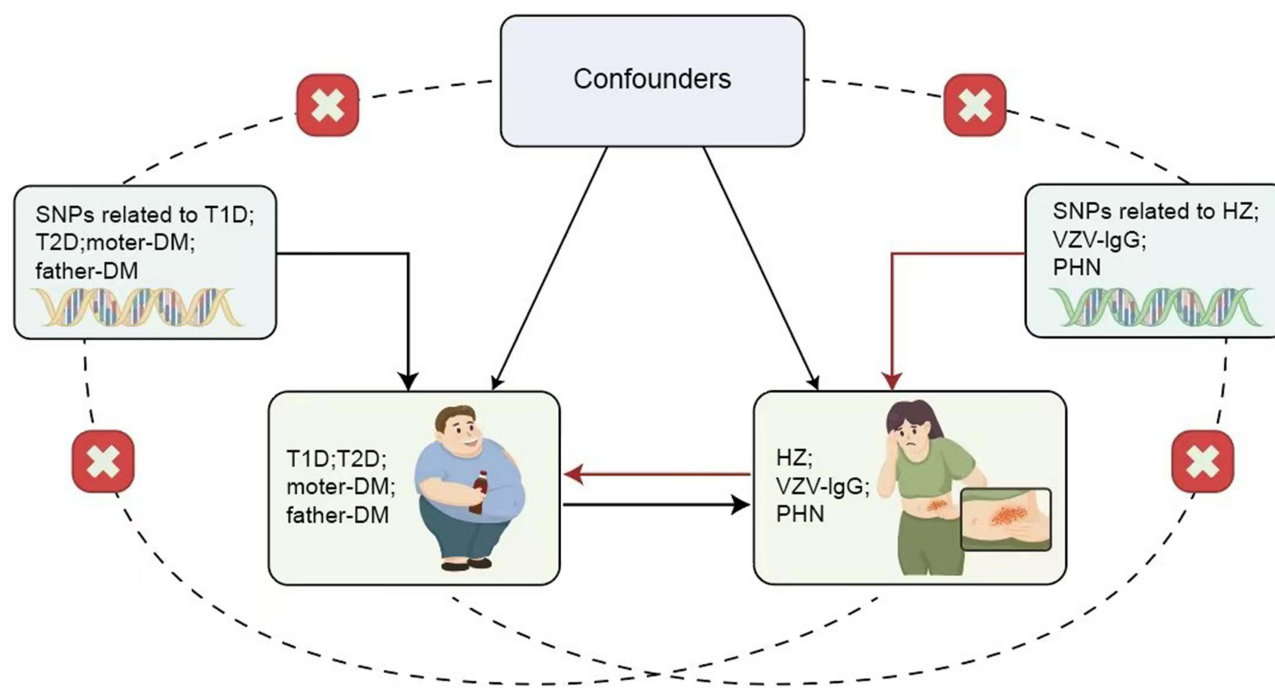 Confounders
SNPs related to T1D;
T2D;moter-DM;
father-DM
SNPs related to HZ;
VZV-IgG;
PHN
T1D;T2D;
moter-DM;
father-DM
HZ;
VZV-IgG;
PHN